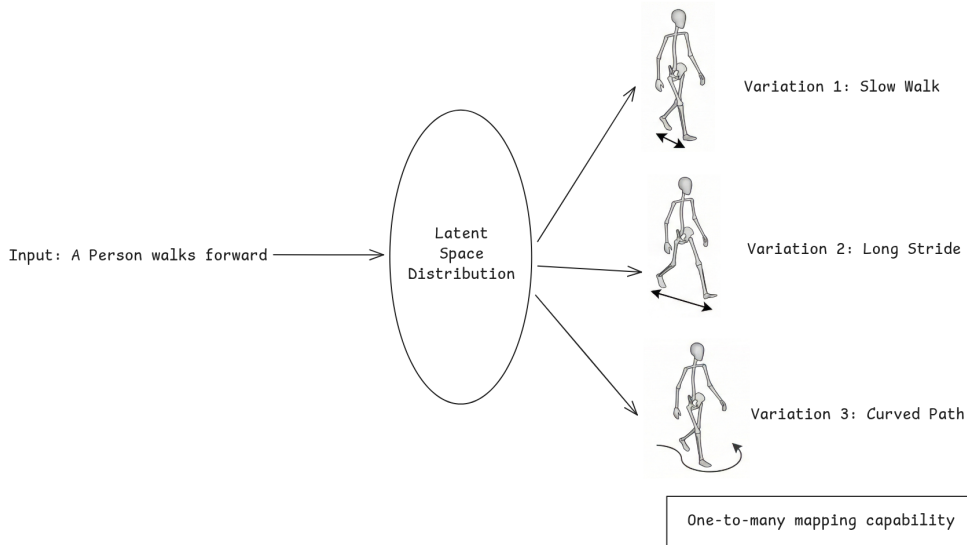 Variation 1: Slow Walk
Input: A Person walks forward
Latent
Space
Distribution
Variation 2: Long Stride
Variation 3: Curved Path
One-to-many mapping capability